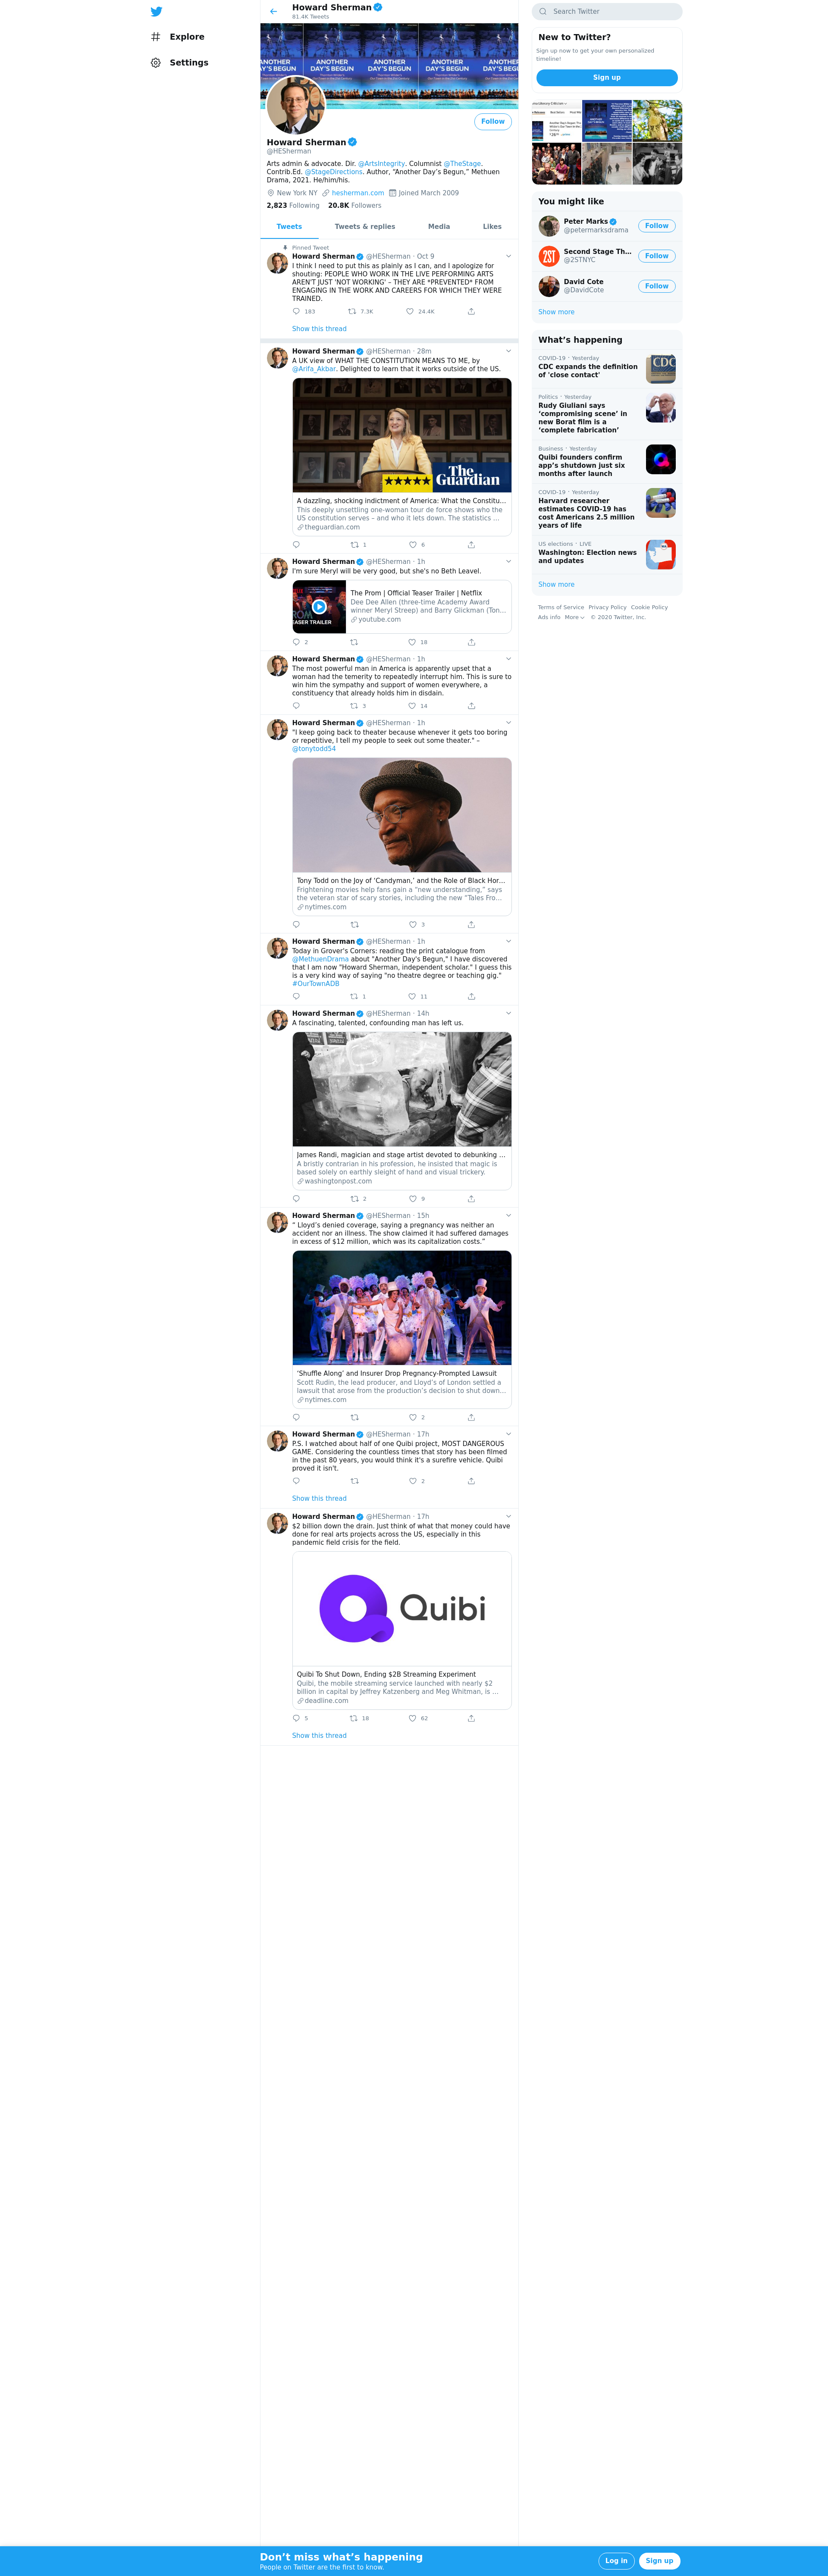 Explore
Settings
Howard Sherman
81.4K Tweets
ANOTHER DAY'S BEGUN
Follow
Howard Sherman
@HESherman
Arts admin & advocate. Dir. @ArtsIntegrity. Columnist @TheStage.
Contrib.Ed. @StageDirections. Author, “Another Day’s Begun,” Methuen
Drama, 2021. He/him/his.
New York NY hesherman.com Joined March 2009
2,823 Following 20.8K Followers
Tweets Tweets & replies Media Likes
Pinned Tweet
Howard Sherman @HESherman · Oct 9
I think I need to put this as plainly as I can, and I apologize for
shouting: PEOPLE WHO WORK IN THE LIVE PERFORMING ARTS
AREN'T JUST 'NOT WORKING' – THEY ARE *PREVENTED* FROM
ENGAGING IN THE WORK AND CAREERS FOR WHICH THEY WERE
TRAINED.
183 7.3K 24.4K
Show this thread
Howard Sherman @HESherman · 28m
A UK view of WHAT THE CONSTITUTION MEANS TO ME, by
@Arifa_Akbar. Delighted to learn that it works outside of the US.
The Guardian
A dazzling, shocking indictment of America: What the Constitu...
This deeply unsettling one-woman tour de force shows who the
US constitution serves – and who it lets down. The statistics ...
theguardian.com
1 6
Howard Sherman @HESherman · 1h
I'm sure Meryl will be very good, but she's no Beth Leavel.
TEASER TRAILER
The Prom | Official Teaser Trailer | Netflix
Dee Dee Allen (three-time Academy Award
winner Meryl Streep) and Barry Glickman (Ton...
youtube.com
2 18
Howard Sherman @HESherman · 1h
The most powerful man in America is apparently upset that a
woman had the temerity to repeatedly interrupt him. This is sure to
win him the sympathy and support of women everywhere, a
constituency that already holds him in disdain.
3 14
Howard Sherman @HESherman · 1h
"I keep going back to theater because whenever it gets too boring
or repetitive, I tell my people to seek out some theater." –
@tonytodd54
Tony Todd on the Joy of ‘Candyman,’ and the Role of Black Hor...
Frightening movies help fans gain a “new understanding,” says
the veteran star of scary stories, including the new “Tales Fro...
nytimes.com
3
Howard Sherman @HESherman · 1h
Today in Grover's Corners: reading the print catalogue from
@MethuenDrama about "Another Day's Begun," I have discovered
that I am now "Howard Sherman, independent scholar." I guess this
is a very kind way of saying "no theatre degree or teaching gig."
#OurTownADB
1 11
Howard Sherman @HESherman · 14h
A fascinating, talented, confounding man has left us.
James Randi, magician and stage artist devoted to debunking ...
A bristly contrarian in his profession, he insisted that magic is
based solely on earthly sleight of hand and visual trickery.
washingtonpost.com
2 9
Howard Sherman @HESherman · 15h
“ Lloyd’s denied coverage, saying a pregnancy was neither an
accident nor an illness. The show claimed it had suffered damages
in excess of $12 million, which was its capitalization costs.”
‘Shuffle Along’ and Insurer Drop Pregnancy-Prompted Lawsuit
Scott Rudin, the lead producer, and Lloyd’s of London settled a
lawsuit that arose from the production’s decision to shut down...
nytimes.com
2
Howard Sherman @HESherman · 17h
P.S. I watched about half of one Quibi project, MOST DANGEROUS
GAME. Considering the countless times that story has been filmed
in the past 80 years, you would think it's a surefire vehicle. Quibi
proved it isn't.
2
Show this thread
Howard Sherman @HESherman · 17h
$2 billion down the drain. Just think of what that money could have
done for real arts projects across the US, especially in this
pandemic field crisis for the field.
Quibi
Quibi To Shut Down, Ending $2B Streaming Experiment
Quibi, the mobile streaming service launched with nearly $2
billion in capital by Jeffrey Katzenberg and Meg Whitman, is ...
deadline.com
5 18 62
Show this thread
Search Twitter
New to Twitter?
Sign up now to get your own personalized
timeline!
Sign up
You might like
Peter Marks
@petermarksdrama
Follow
Second Stage Th...
@2STNYC
Follow
David Cote
@DavidCote
Follow
Show more
What’s happening
COVID-19 · Yesterday
CDC expands the definition
of 'close contact'
Politics · Yesterday
Rudy Giuliani says
‘compromising scene’ in
new Borat film is a
‘complete fabrication’
Business · Yesterday
Quibi founders confirm
app’s shutdown just six
months after launch
COVID-19 · Yesterday
Harvard researcher
estimates COVID-19 has
cost Americans 2.5 million
years of life
US elections · LIVE
Washington: Election news
and updates
Show more
Terms of Service Privacy Policy Cookie Policy
Ads info More © 2020 Twitter, Inc.
Don’t miss what’s happening
People on Twitter are the first to know.
Log in
Sign up